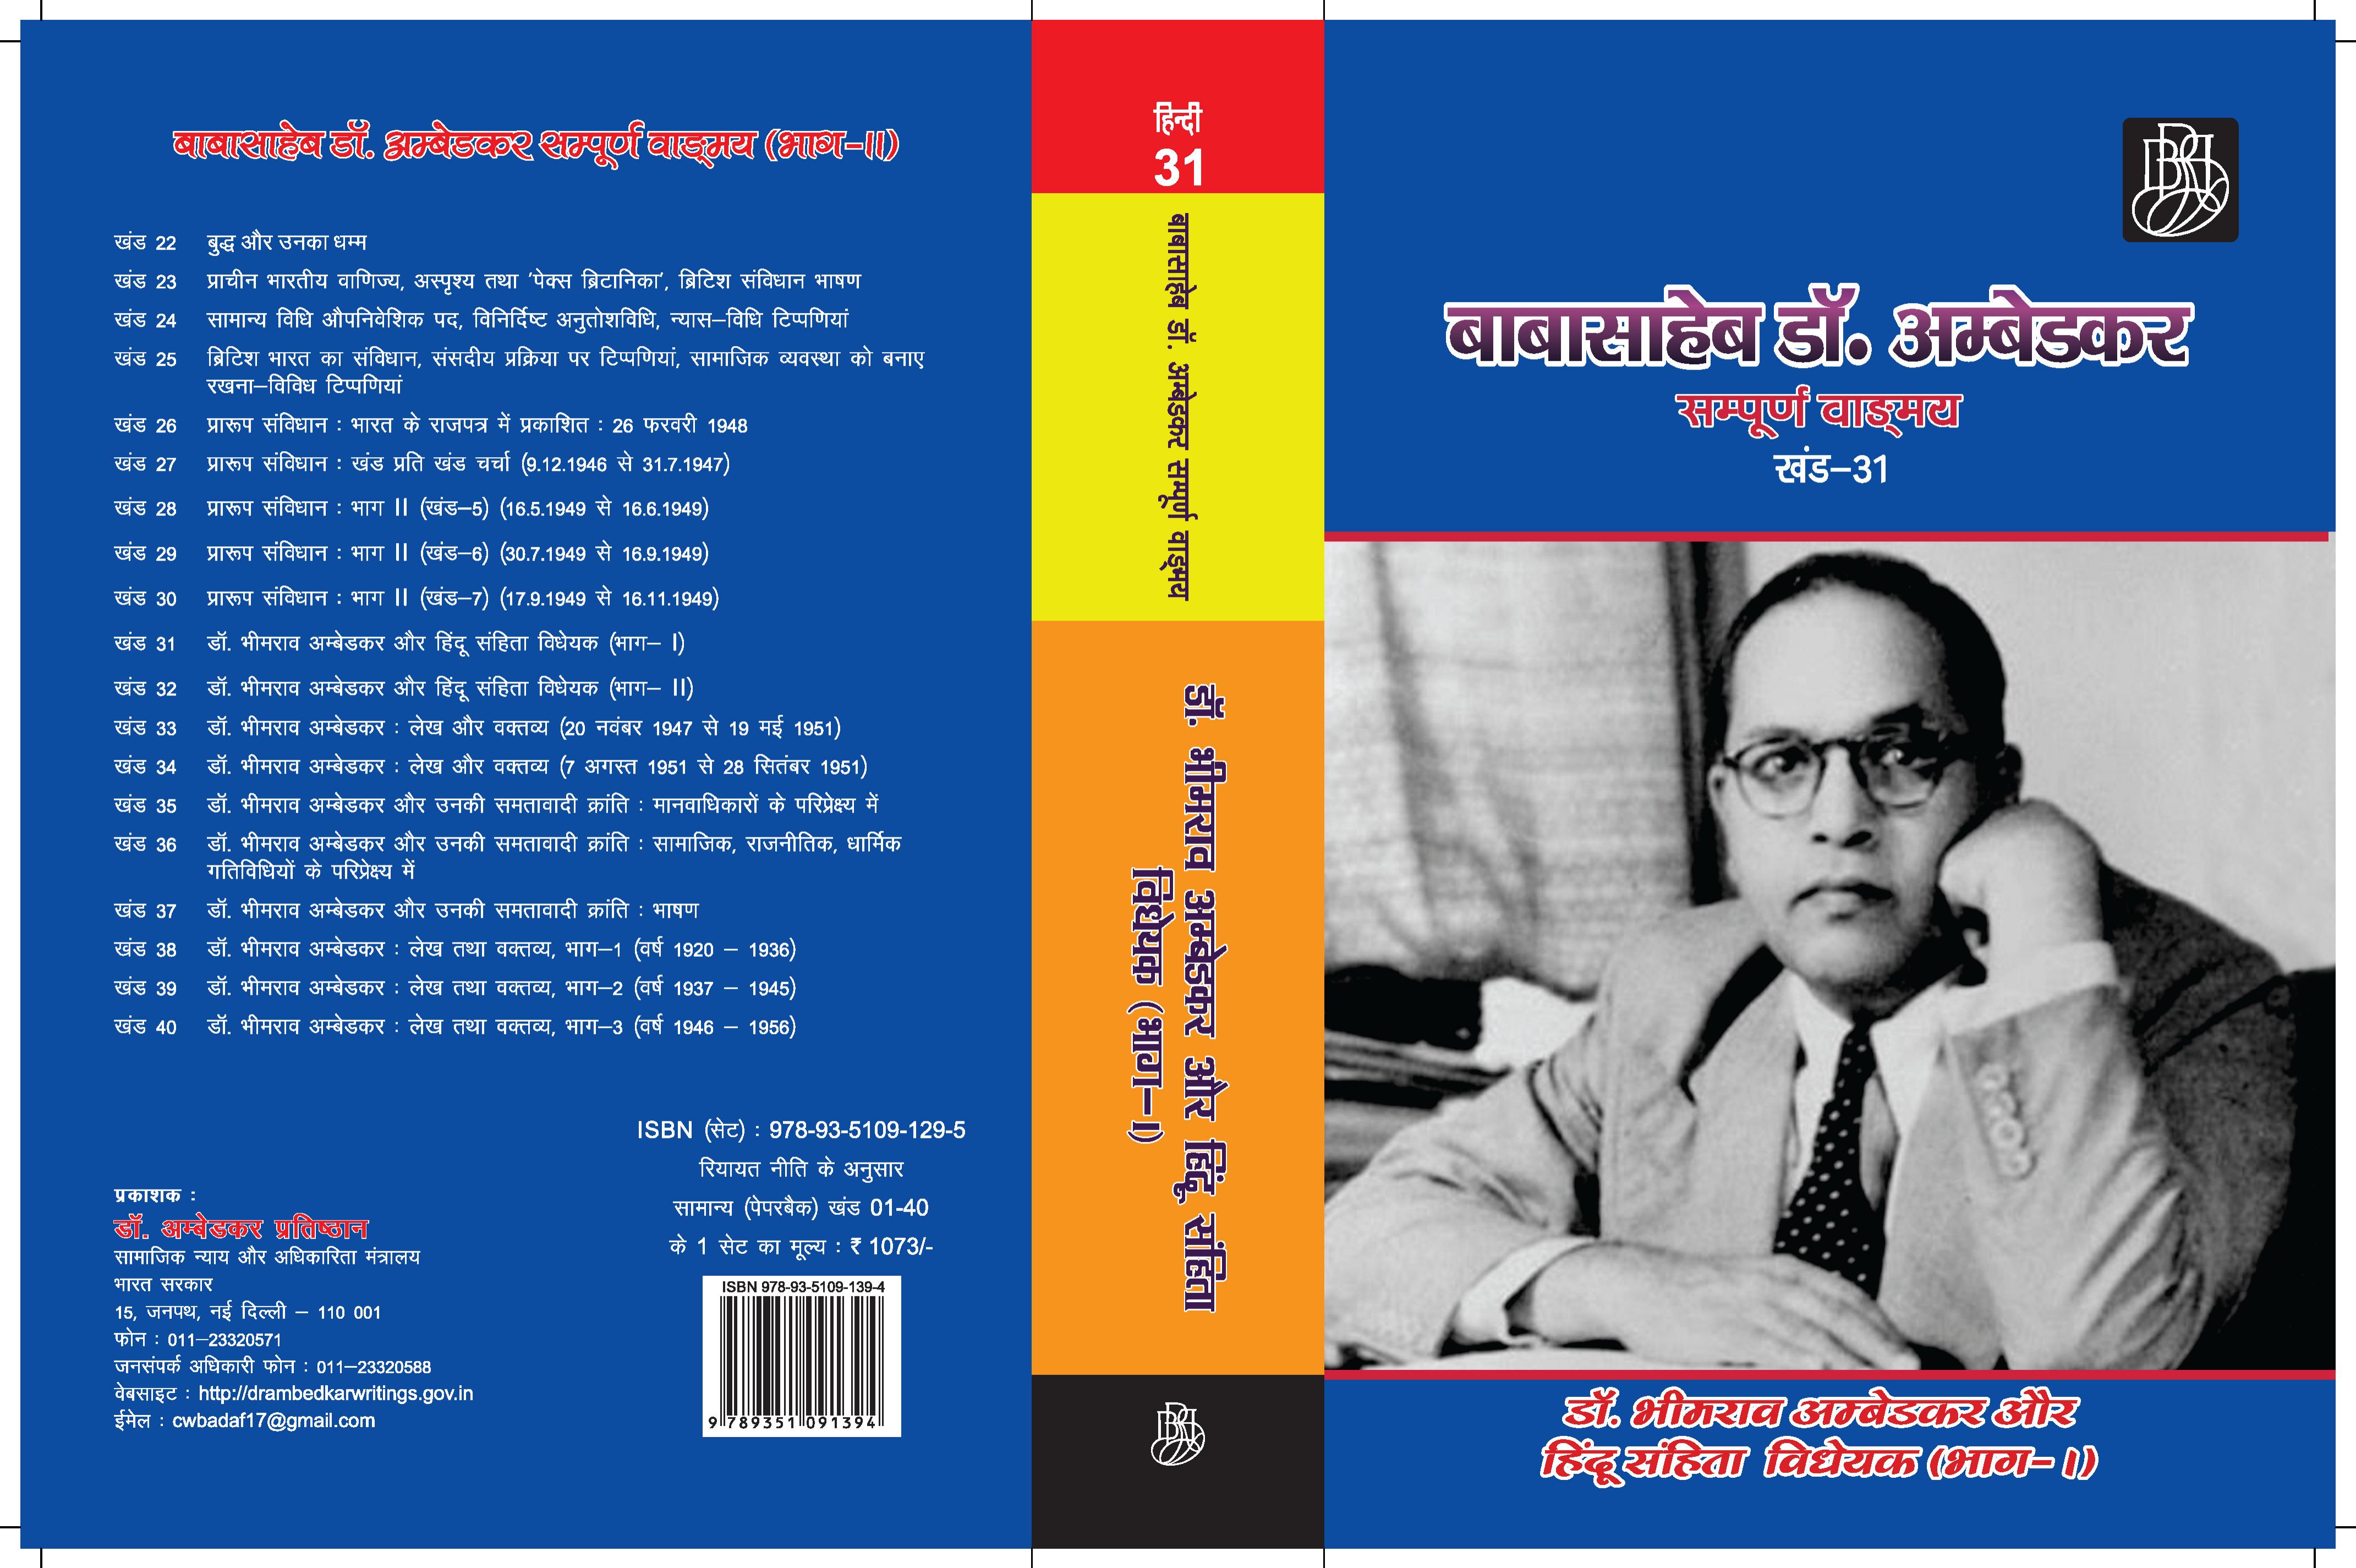 बाबासाहेब डॉ. अम्बेडकर सम्पूर्ण वाङ्मय (भाग-II)
खंड 22 बुद्ध और उनका धम्म
खंड 23 प्राचीन भारतीय वाणिज्य, अस्पृश्य तथा 'पेक्स ब्रिटानिका', ब्रिटिश संविधान भाषण
खंड 24 सामान्य विधि औपनिवेशिक पद, विनिर्दिष्ट अनुतोशविधि, न्यास–विधि टिप्पणियां
खंड 25 ब्रिटिश भारत का संविधान, संसदीय प्रक्रिया पर टिप्पणियां, सामाजिक व्यवस्था को बनाए
रखना–विविध टिप्पणियां
खंड 26 प्रारूप संविधान : भारत के राजपत्र में प्रकाशित : 26 फरवरी 1948
खंड 27 प्रारूप संविधान : खंड प्रति खंड चर्चा (9.12.1946 से 31.7.1947)
खंड 28 प्रारूप संविधान : भाग II (खंड–5) (16.5.1949 से 16.6.1949)
खंड 29 प्रारूप संविधान : भाग II (खंड–6) (30.7.1949 से 16.9.1949)
खंड 30 प्रारूप संविधान : भाग II (खंड–7) (17.9.1949 से 16.11.1949)
खंड 31 डॉ. भीमराव अम्बेडकर और हिंदू संहिता विधेयक (भाग– I)
खंड 32 डॉ. भीमराव अम्बेडकर और हिंदू संहिता विधेयक (भाग– II)
खंड 33 डॉ. भीमराव अम्बेडकर : लेख और वक्तव्य (20 नवंबर 1947 से 19 मई 1951)
खंड 34 डॉ. भीमराव अम्बेडकर : लेख और वक्तव्य (7 अगस्त 1951 से 28 सितंबर 1951)
खंड 35 डॉ. भीमराव अम्बेडकर और उनकी समतावादी क्रांति : मानवाधिकारों के परिप्रेक्ष्य में
खंड 36 डॉ. भीमराव अम्बेडकर और उनकी समतावादी क्रांति : सामाजिक, राजनीतिक, धार्मिक
गतिविधियों के परिप्रेक्ष्य में
खंड 37 डॉ. भीमराव अम्बेडकर और उनकी समतावादी क्रांति : भाषण
खंड 38 डॉ. भीमराव अम्बेडकर : लेख तथा वक्तव्य, भाग–1 (वर्ष 1920 – 1936)
खंड 39 डॉ. भीमराव अम्बेडकर : लेख तथा वक्तव्य, भाग–2 (वर्ष 1937 – 1945)
खंड 40 डॉ. भीमराव अम्बेडकर : लेख तथा वक्तव्य, भाग–3 (वर्ष 1946 – 1956)
ISBN (सेट) : 978-93-5109-129-5
रियायत नीति के अनुसार
सामान्य (पेपरबैक) खंड 01-40
के 1 सेट का मूल्य : ₹ 1073/-
ISBN 978-93-5109-139-4
9 789351 091394
प्रकाशक :
डॉ. अम्बेडकर प्रतिष्ठान
सामाजिक न्याय और अधिकारिता मंत्रालय
भारत सरकार
15, जनपथ, नई दिल्ली – 110 001
फोन : 011–23320571
जनसंपर्क अधिकारी फोन : 011–23320588
वेबसाइट : http://drambedkarwritings.gov.in
ईमेल : cwbadaf17@gmail.com
हिन्दी
31
बाबासाहेब डॉ. अम्बेडकर सम्पूर्ण वाङ्मय
डॉ. भीमराव अम्बेडकर और हिंदू संहिता
विधेयक (भाग–I)
बाबासाहेब डॉ. अम्बेडकर
सम्पूर्ण वाङ्मय
खंड–31
डॉ. भीमराव अम्बेडकर और
हिंदू संहिता विधेयक (भाग-I)